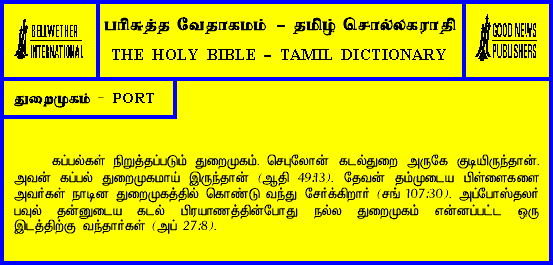 BELLWETHER
INTERNATIONAL
பரிசுத்த வேதாகமம் - தமிழ் சொல்லகராதி
THE HOLY BIBLE - TAMIL DICTIONARY
GOOD NEWS
PUBLISHERS
துறைமுகம் - PORT
கப்பல்கள் நிறுத்தப்படும் துறைமுகம். செபுலோன் கடல்துறை அருகே குடியிருந்தான்.
அவன் கப்பல் துறைமுகமாய் இருந்தான் (ஆதி 49:13). தேவன் தம்முடைய பிள்ளைகளை
அவர்கள் நாடின துறைமுகத்தில் கொண்டு வந்து சேர்க்கிறார் (சங் 107:30). அப்போஸ்தலர்
பவுல் தன்னுடைய கடல் பிரயாணத்தின்போது நல்ல துறைமுகம் என்னப்பட்ட ஒரு
இடத்திற்கு வந்தார்கள் (அப் 27:8).